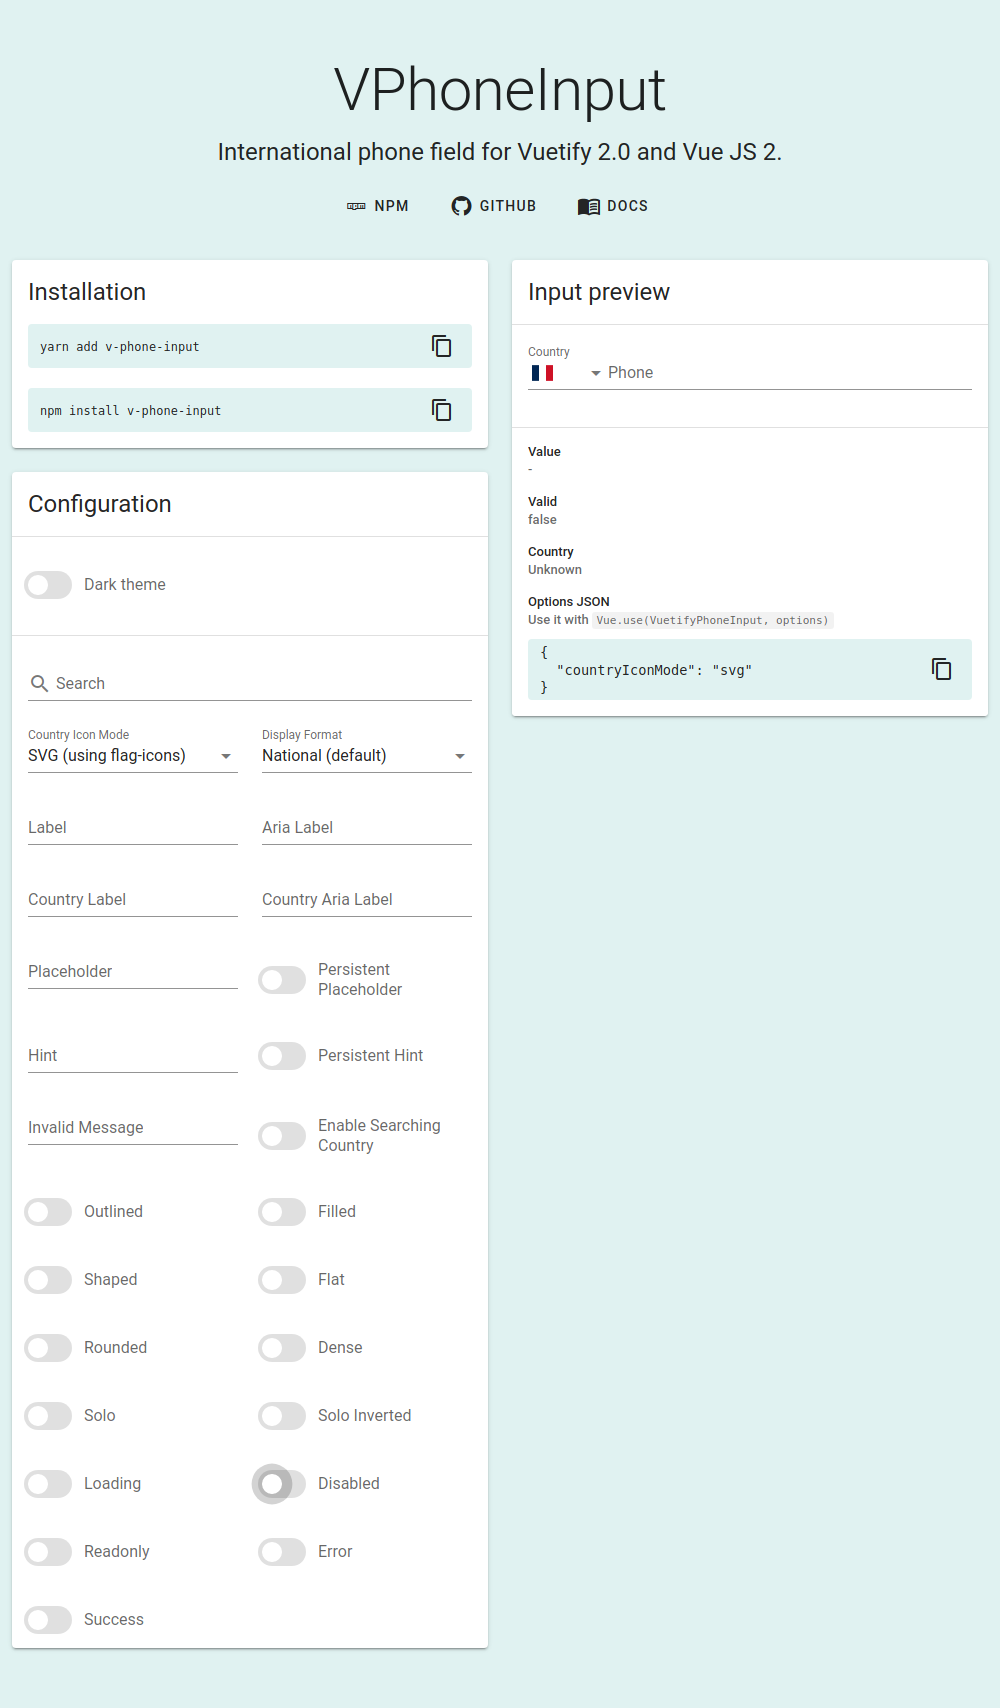 VPhoneInput
International phone field for Vuetify 2.0 and Vue JS 2.
NPM
GITHUB
DOCS
Installation
yarn add v-phone-input
npm install v-phone-input
Configuration
Dark theme
Search
Country Icon Mode
SVG (using flag-icons)
Display Format
National (default)
Label
Aria Label
Country Label
Country Aria Label
Placeholder
Persistent
Placeholder
Hint
Persistent Hint
Invalid Message
Enable Searching
Country
Outlined
Filled
Shaped
Flat
Rounded
Dense
Solo
Solo Inverted
Loading
Disabled
Readonly
Error
Success
Input preview
Country
Phone
Value
-
Valid
false
Country
Unknown
Options JSON
Use it with Vue.use(VuetifyPhoneInput, options)
{
"countryIconMode": "svg"
}